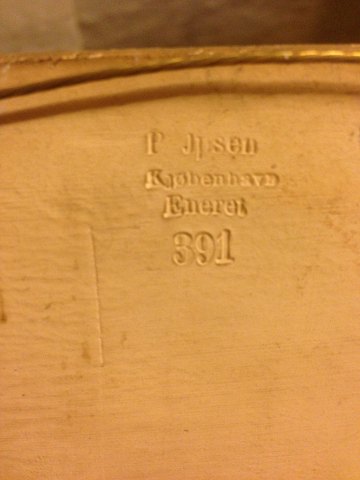 P Ipsen
Kjøbenhavn
Eneret
391